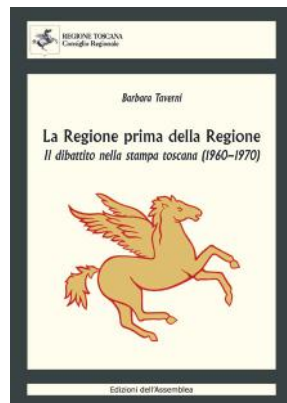 REGIONE TOSCANA
Consiglio Regionale
Barbara Taverni
La Regione prima della Regione
Il dibattito nella stampa toscana (1960–1970)
Edizioni dell'Assemblea